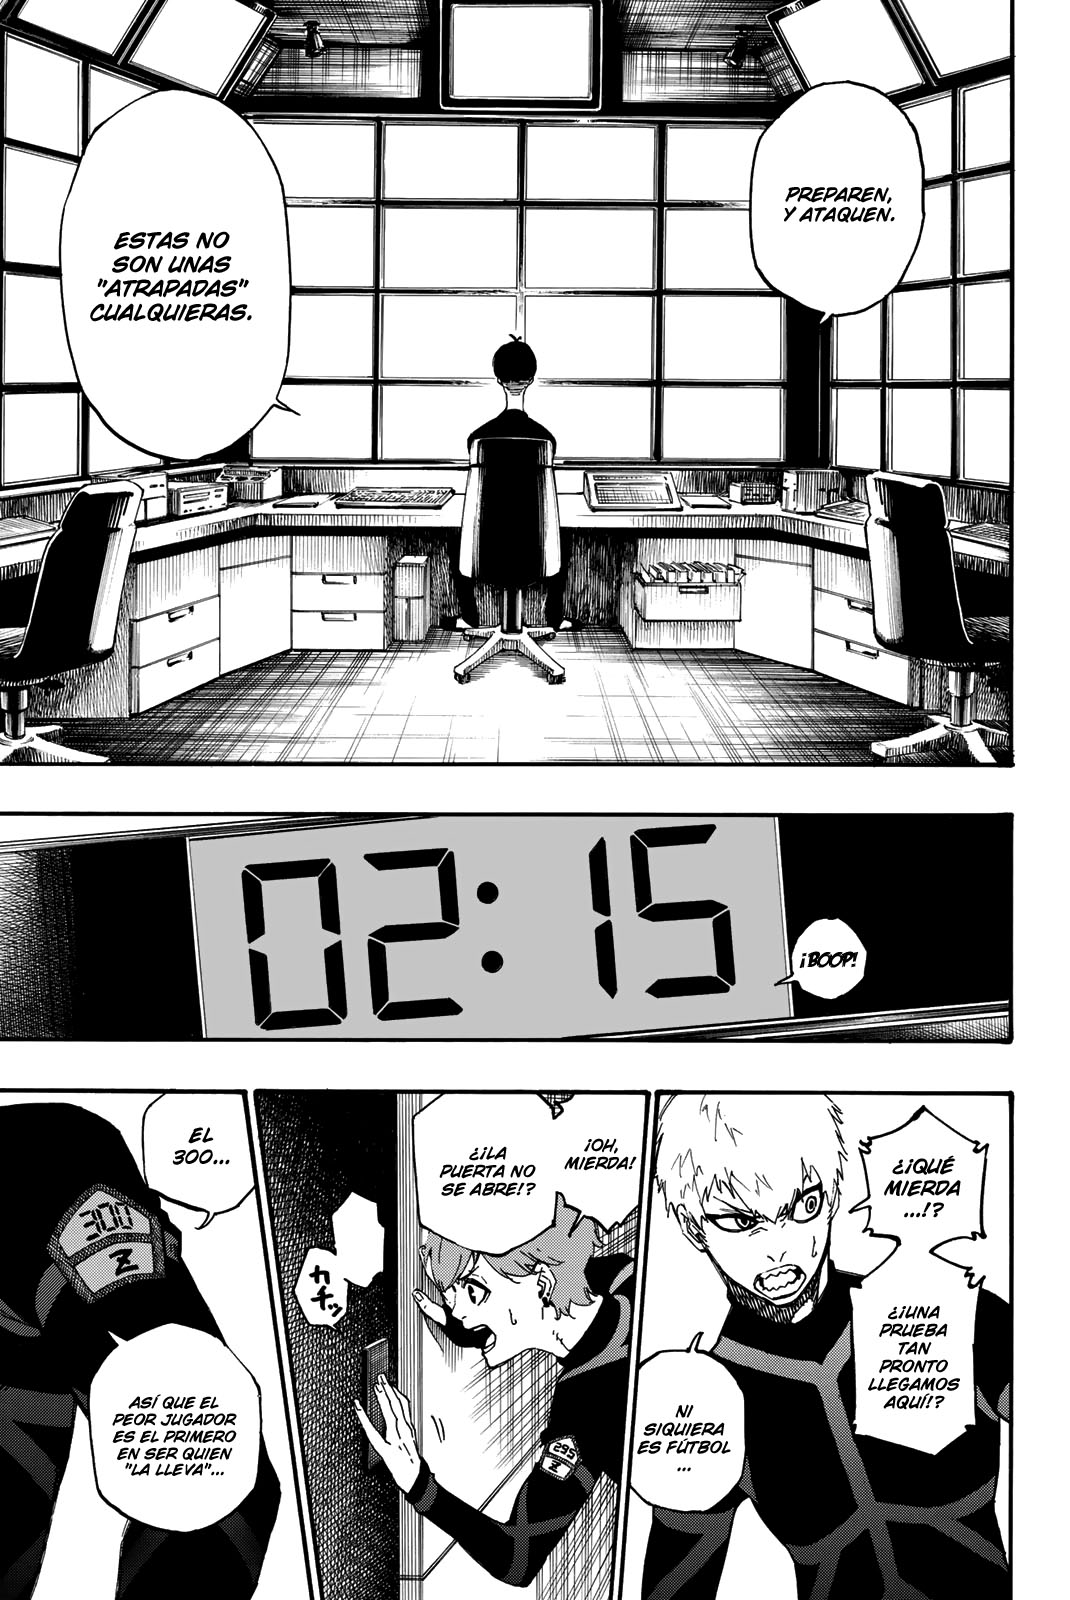 PREPAREN,
Y ATAQUEN.
ESTAS NO
SON UNAS
"ATRAPADAS"
CUALQUIERAS.
02:15
¡BOOP!
¿¡QUÉ
MIERDA
...!?
¿¡UNA
PRUEBA
TAN
PRONTO
LLEGAMOS
AQUÍ!?
NI
SIQUIERA
ES FÚTBOL
...
¡OH,
MIERDA!
¿¡LA
PUERTA NO
SE ABRE!?
カチッ
295
Z
EL
300...
300
Z
ASÍ QUE EL
PEOR JUGADOR
ES EL PRIMERO
EN SER QUIEN
"LA LLEVA"...